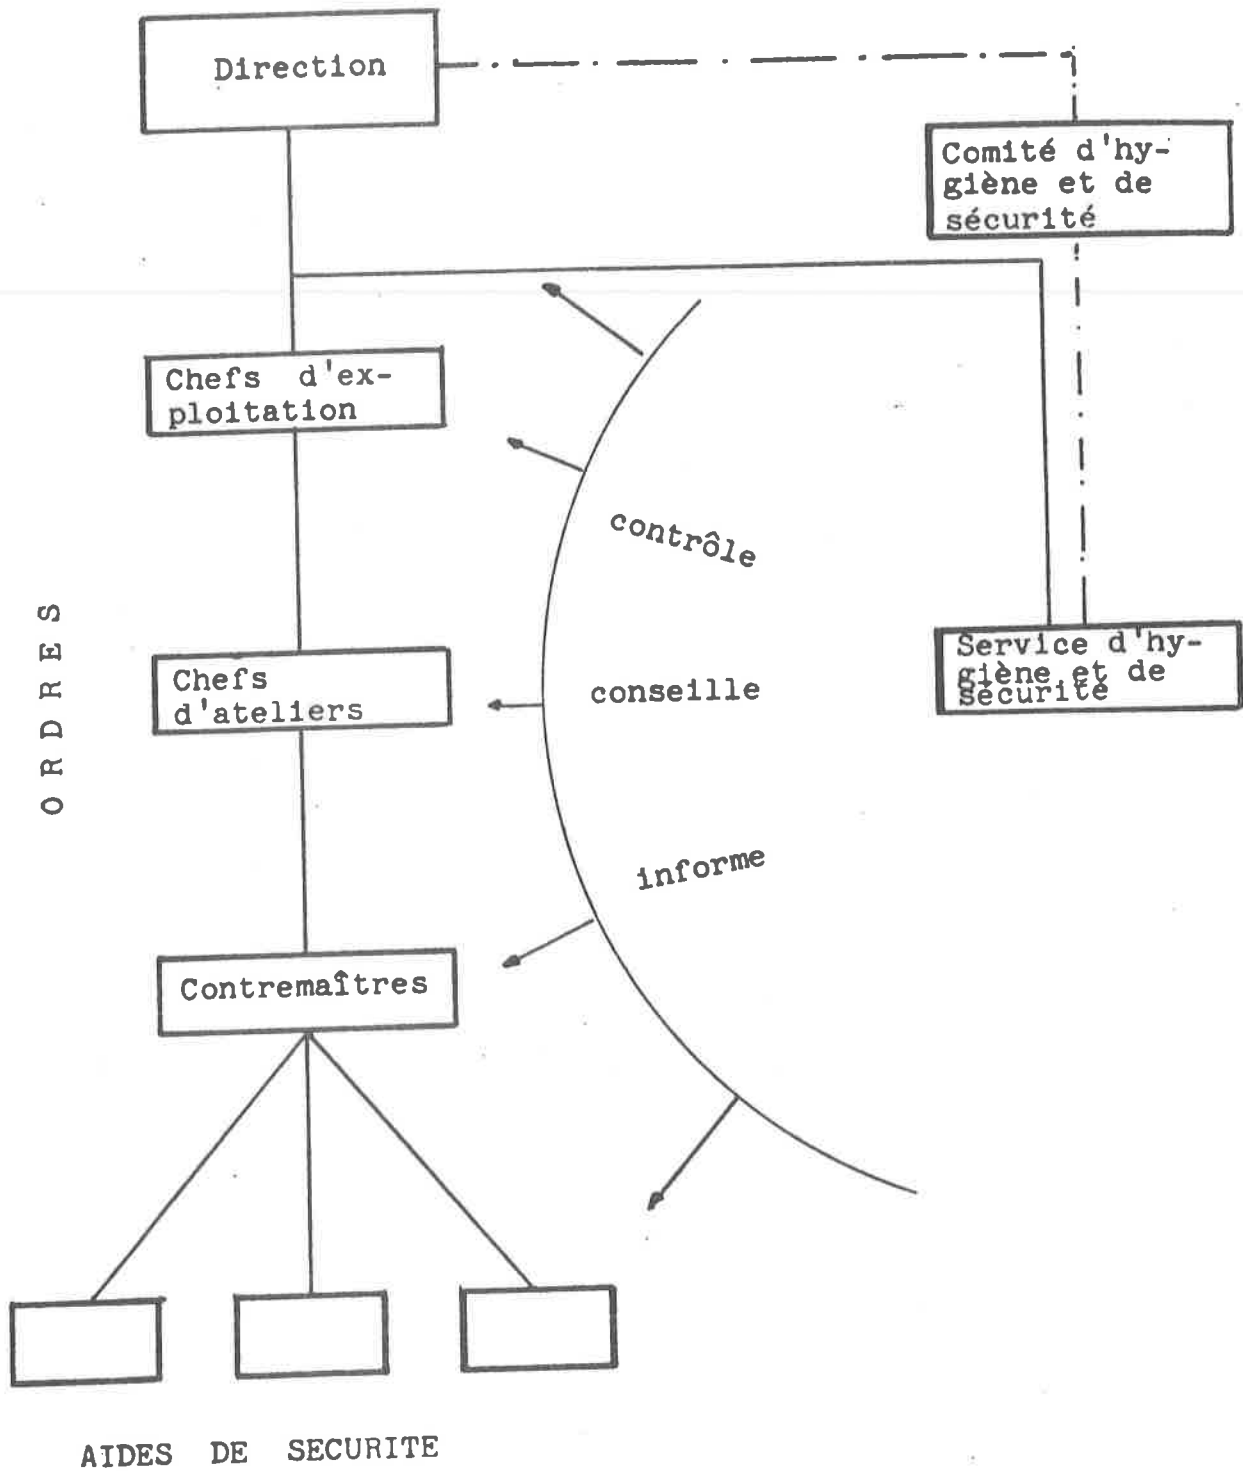 Direction
Comité d'hy-
giène et de
sécurité
Chefs d'ex-
ploitation
contrôle
ORDRES
Service d'hy-
giène et de
sécurité
Chefs
d'ateliers
conseille
informe
Contremaîtres
AIDES DE SECURITE